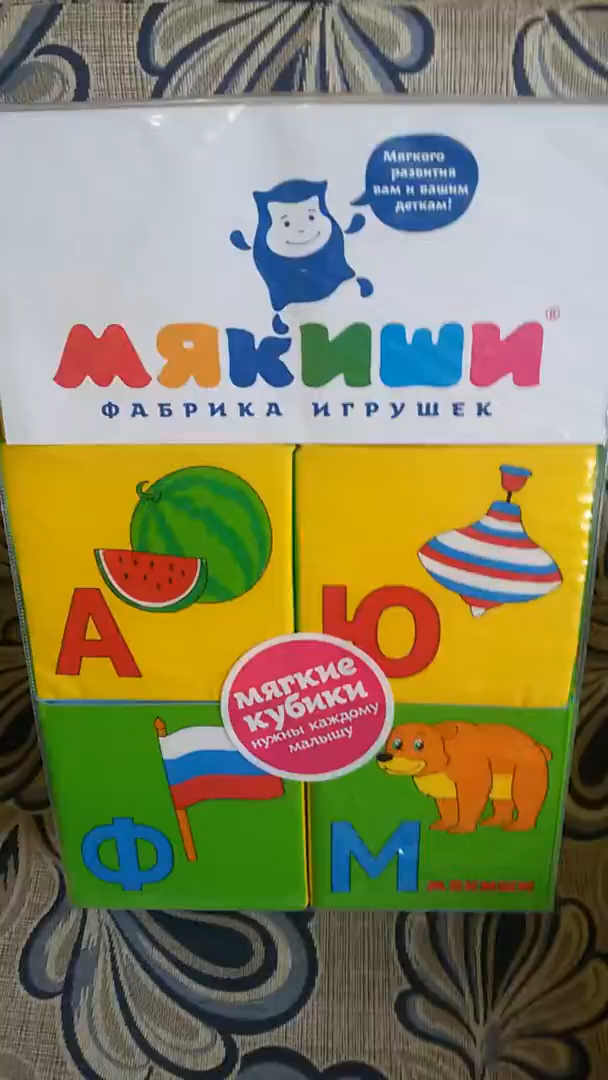 Мягкого
развития
вам и вашим
деткам!
МЯКИШИ®
ФАБРИКА ИГРУШЕК
А
Ю
мягкие
кубики
нужны каждому
малышу
Ф
М
МЯКИШИ